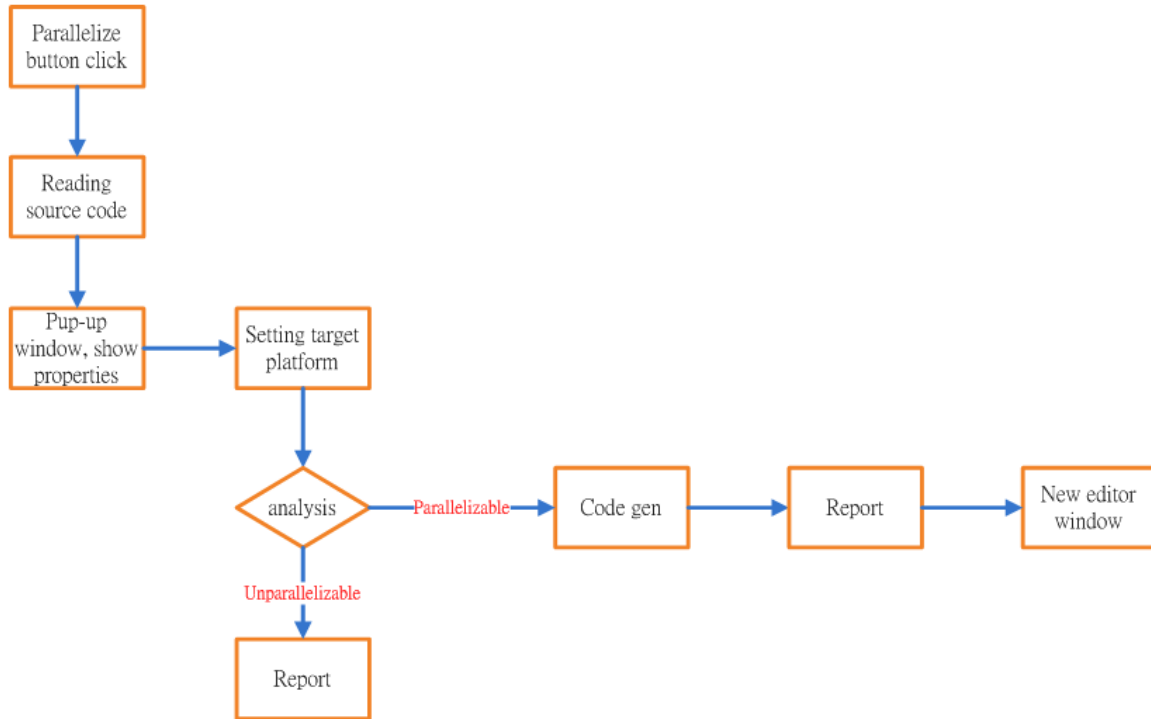 Parallelize
button click
Reading
source code
Pup-up
window, show
properties
Setting target
platform
analysis
Parallelizable
Code gen
Report
New editor
window
Unparallelizable
Report